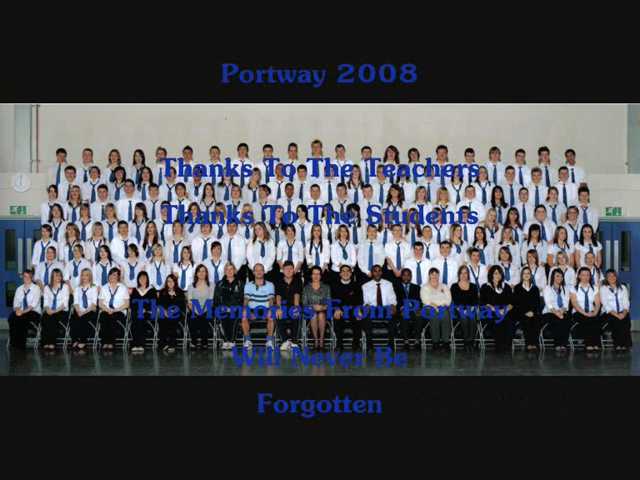 Portway 2008
Thanks To The Teachers
Thanks To The Students
The Memories From Portway
Will Never Be
Forgotten